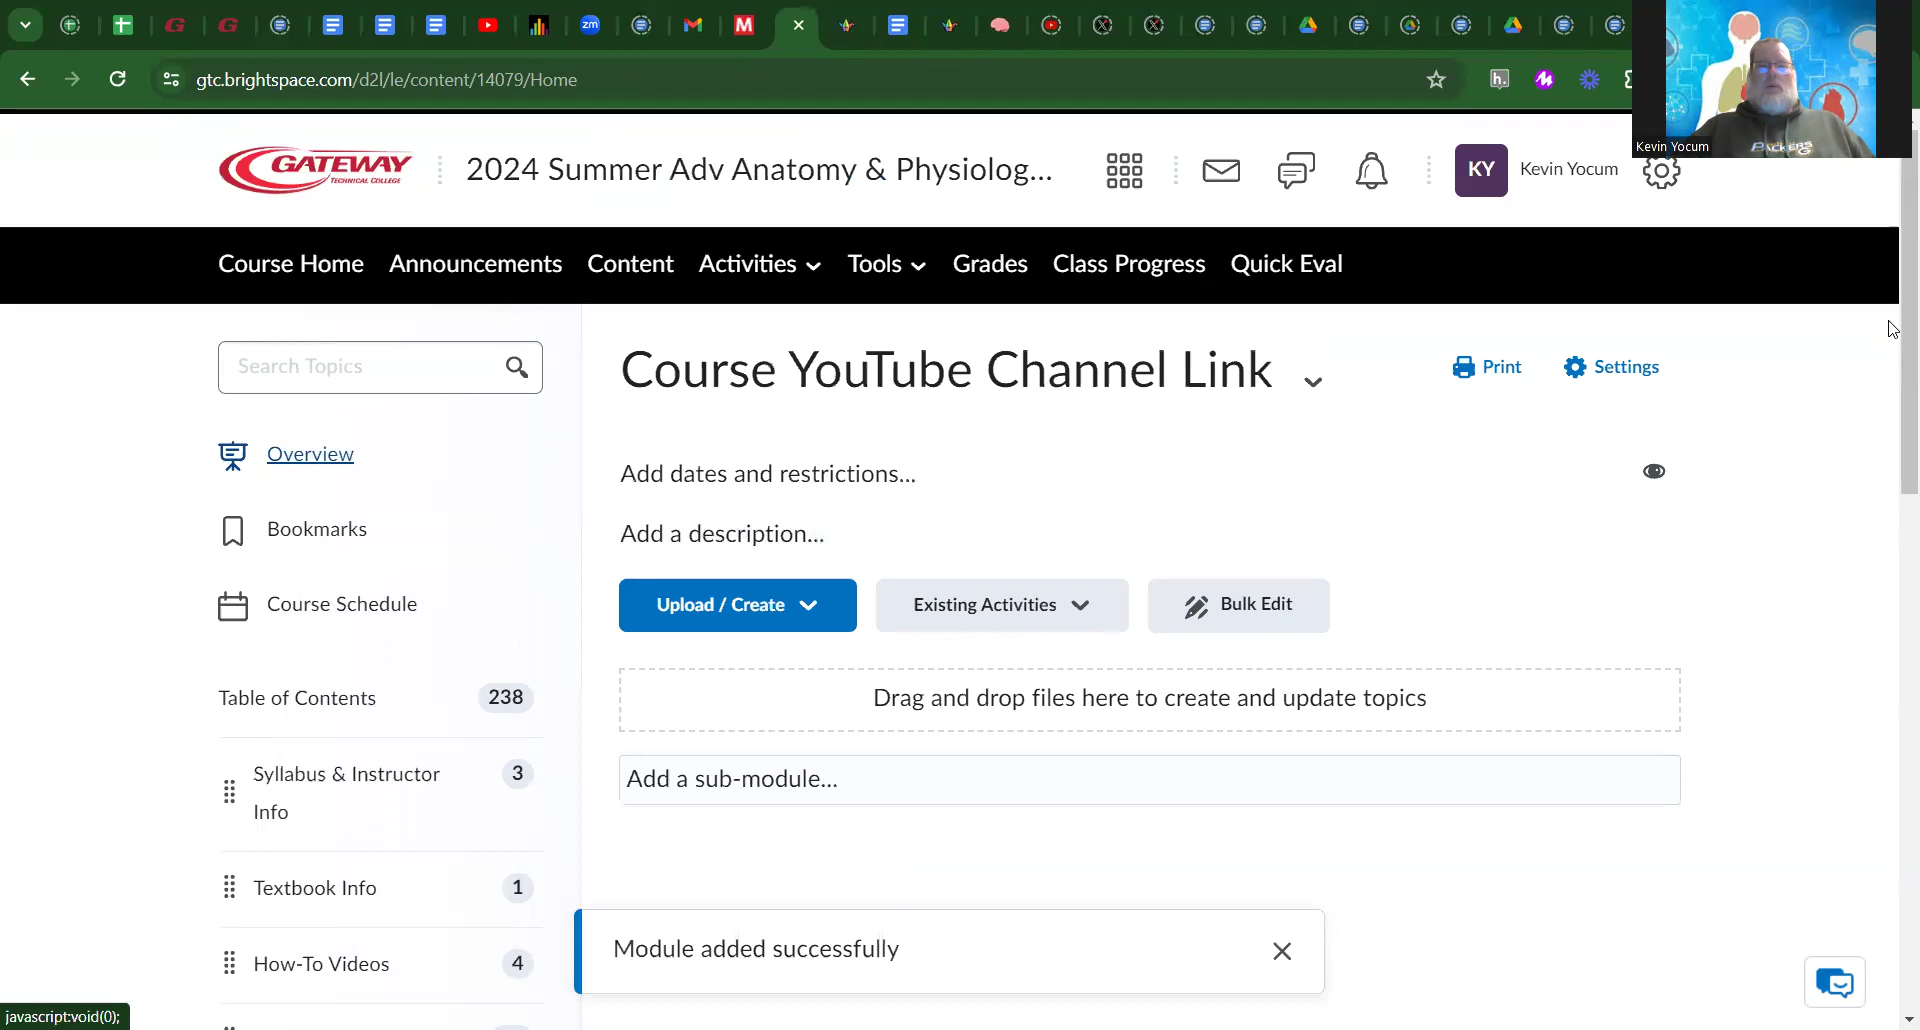 zm
M
gtc.brightspace.com/d2l/le/content/14079/Home
h.
PACKERS
Kevin Yocum
GATEWAY
TECHNICAL COLLEGE
2024 Summer Adv Anatomy & Physiolog...
KY
Kevin Yocum
Course Home
Announcements
Content
Activities
Tools
Grades
Class Progress
Quick Eval
Search Topics
Course YouTube Channel Link
Print
Settings
Overview
Add dates and restrictions...
Bookmarks
Add a description...
Upload / Create
Existing Activities
Bulk Edit
Course Schedule
Table of Contents
238
Drag and drop files here to create and update topics
Syllabus & Instructor
Info
3
Add a sub-module...
Textbook Info
1
Module added successfully
How-To Videos
4
javascript:void(0);